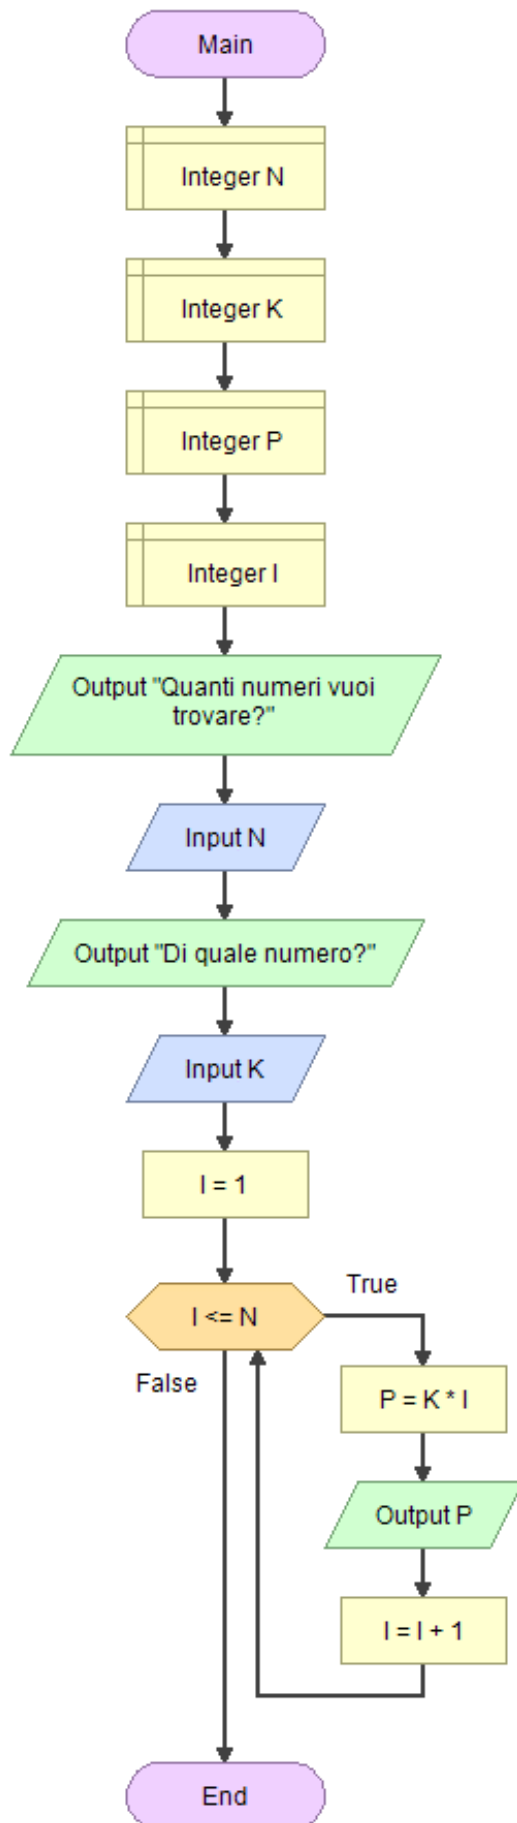 Main
Integer N
Integer K
Integer P
Integer I
Output "Quanti numeri vuoi
trovare?"
Input N
Output "Di quale numero?"
Input K
I = 1
I <= N
True
False
P = K * I
Output P
I = I + 1
End